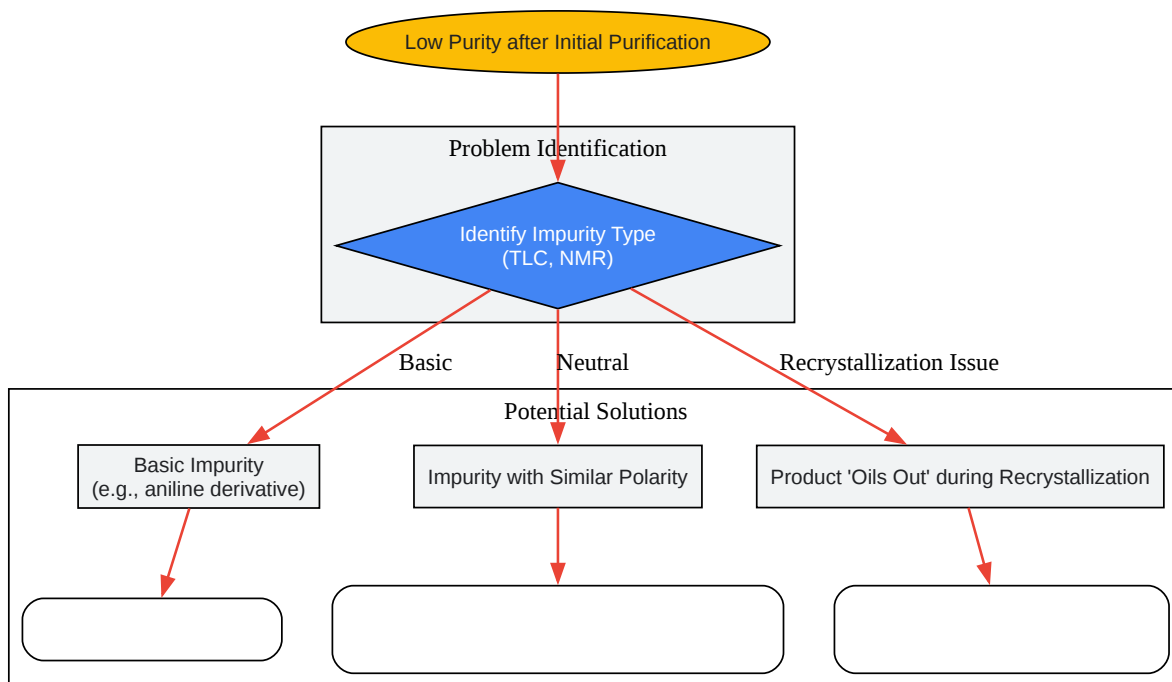 Low Purity after Initial Purification
Problem Identification
Identify Impurity Type
(TLC, NMR)
Basic
Neutral
Recrystallization Issue
Potential Solutions
Basic Impurity
(e.g., aniline derivative)
Impurity with Similar Polarity
Product 'Oils Out' during Recrystallization